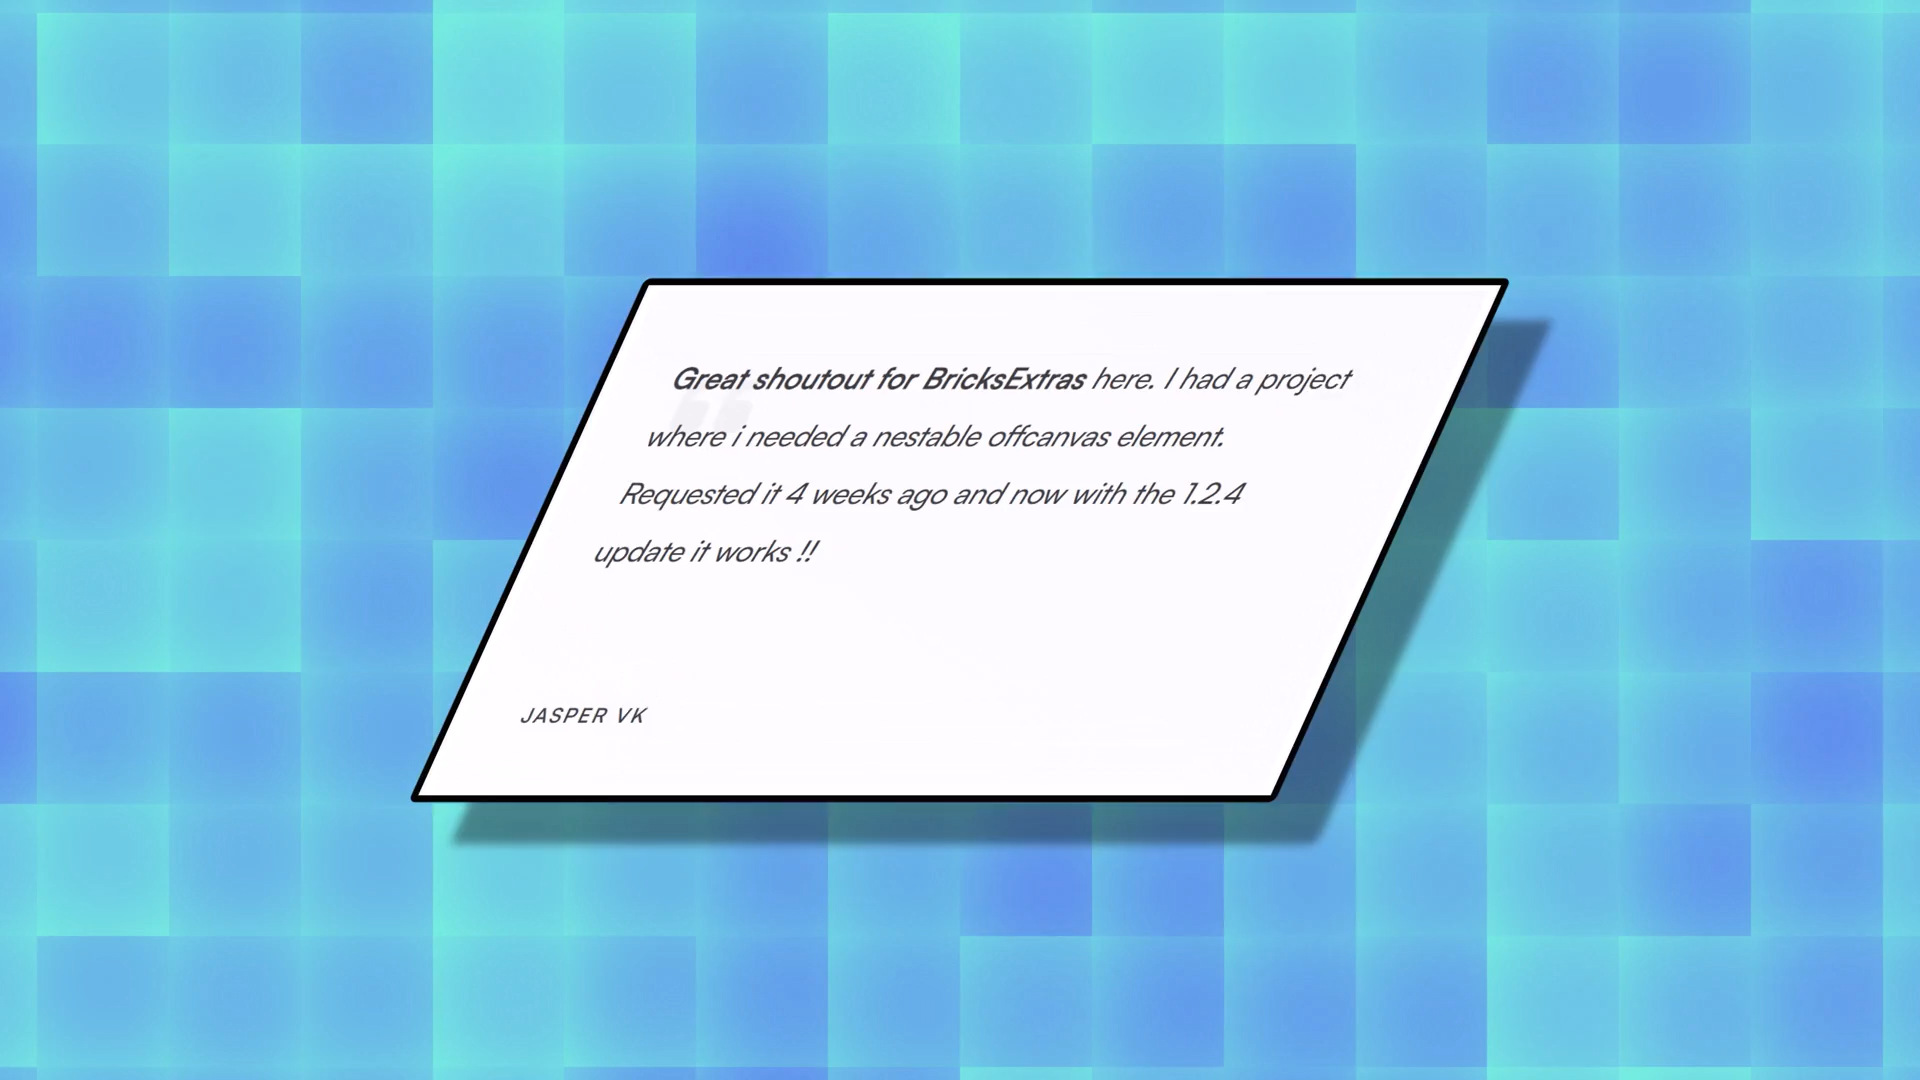 Great shoutout for BricksExtras here. I had a project
where i needed a nestable offcanvas element.
Requested it 4 weeks ago and now with the 1.2.4
update it works !!
JASPER VK